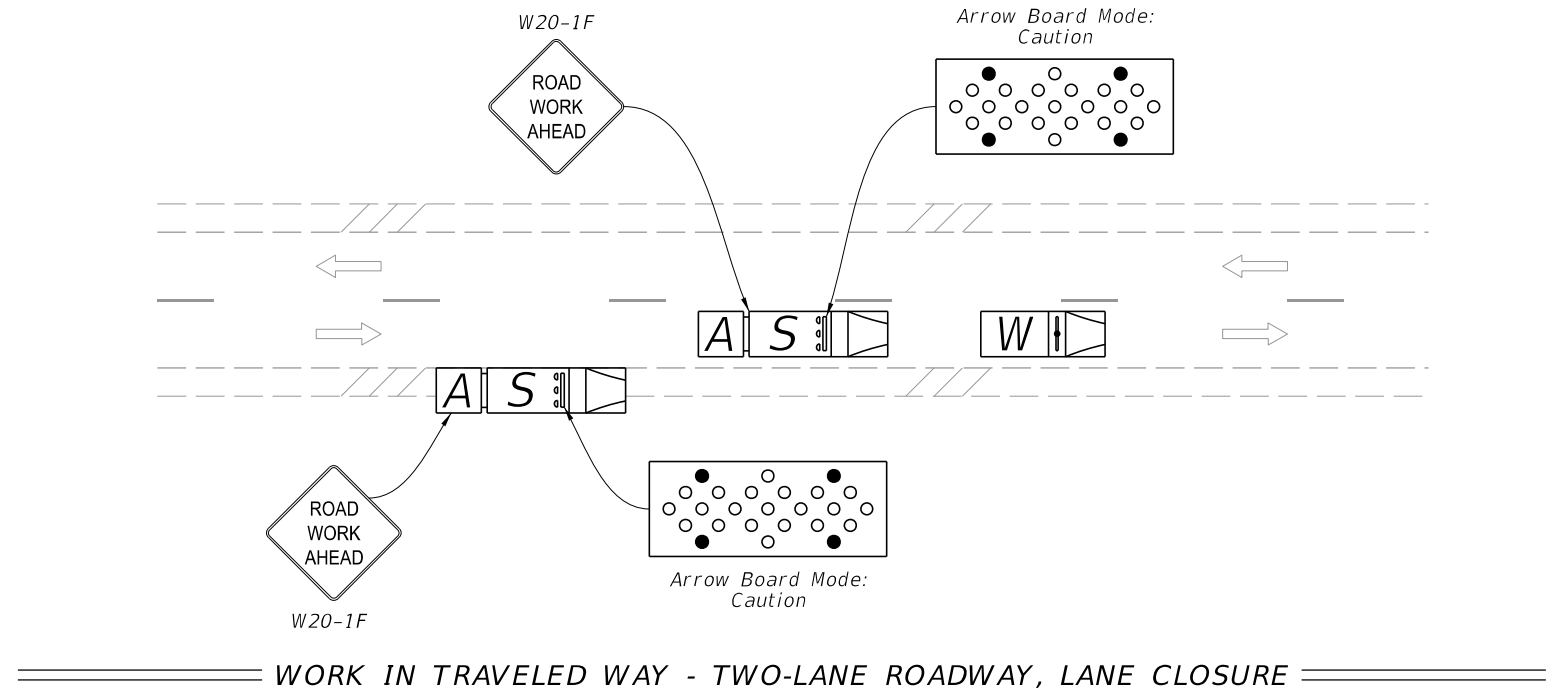 W20-1F
Arrow Board Mode:
Caution
ROAD
WORK
AHEAD
A S
W
A S
ROAD
WORK
AHEAD
W20-1F
Arrow Board Mode:
Caution
WORK IN TRAVELED WAY - TWO-LANE ROADWAY, LANE CLOSURE